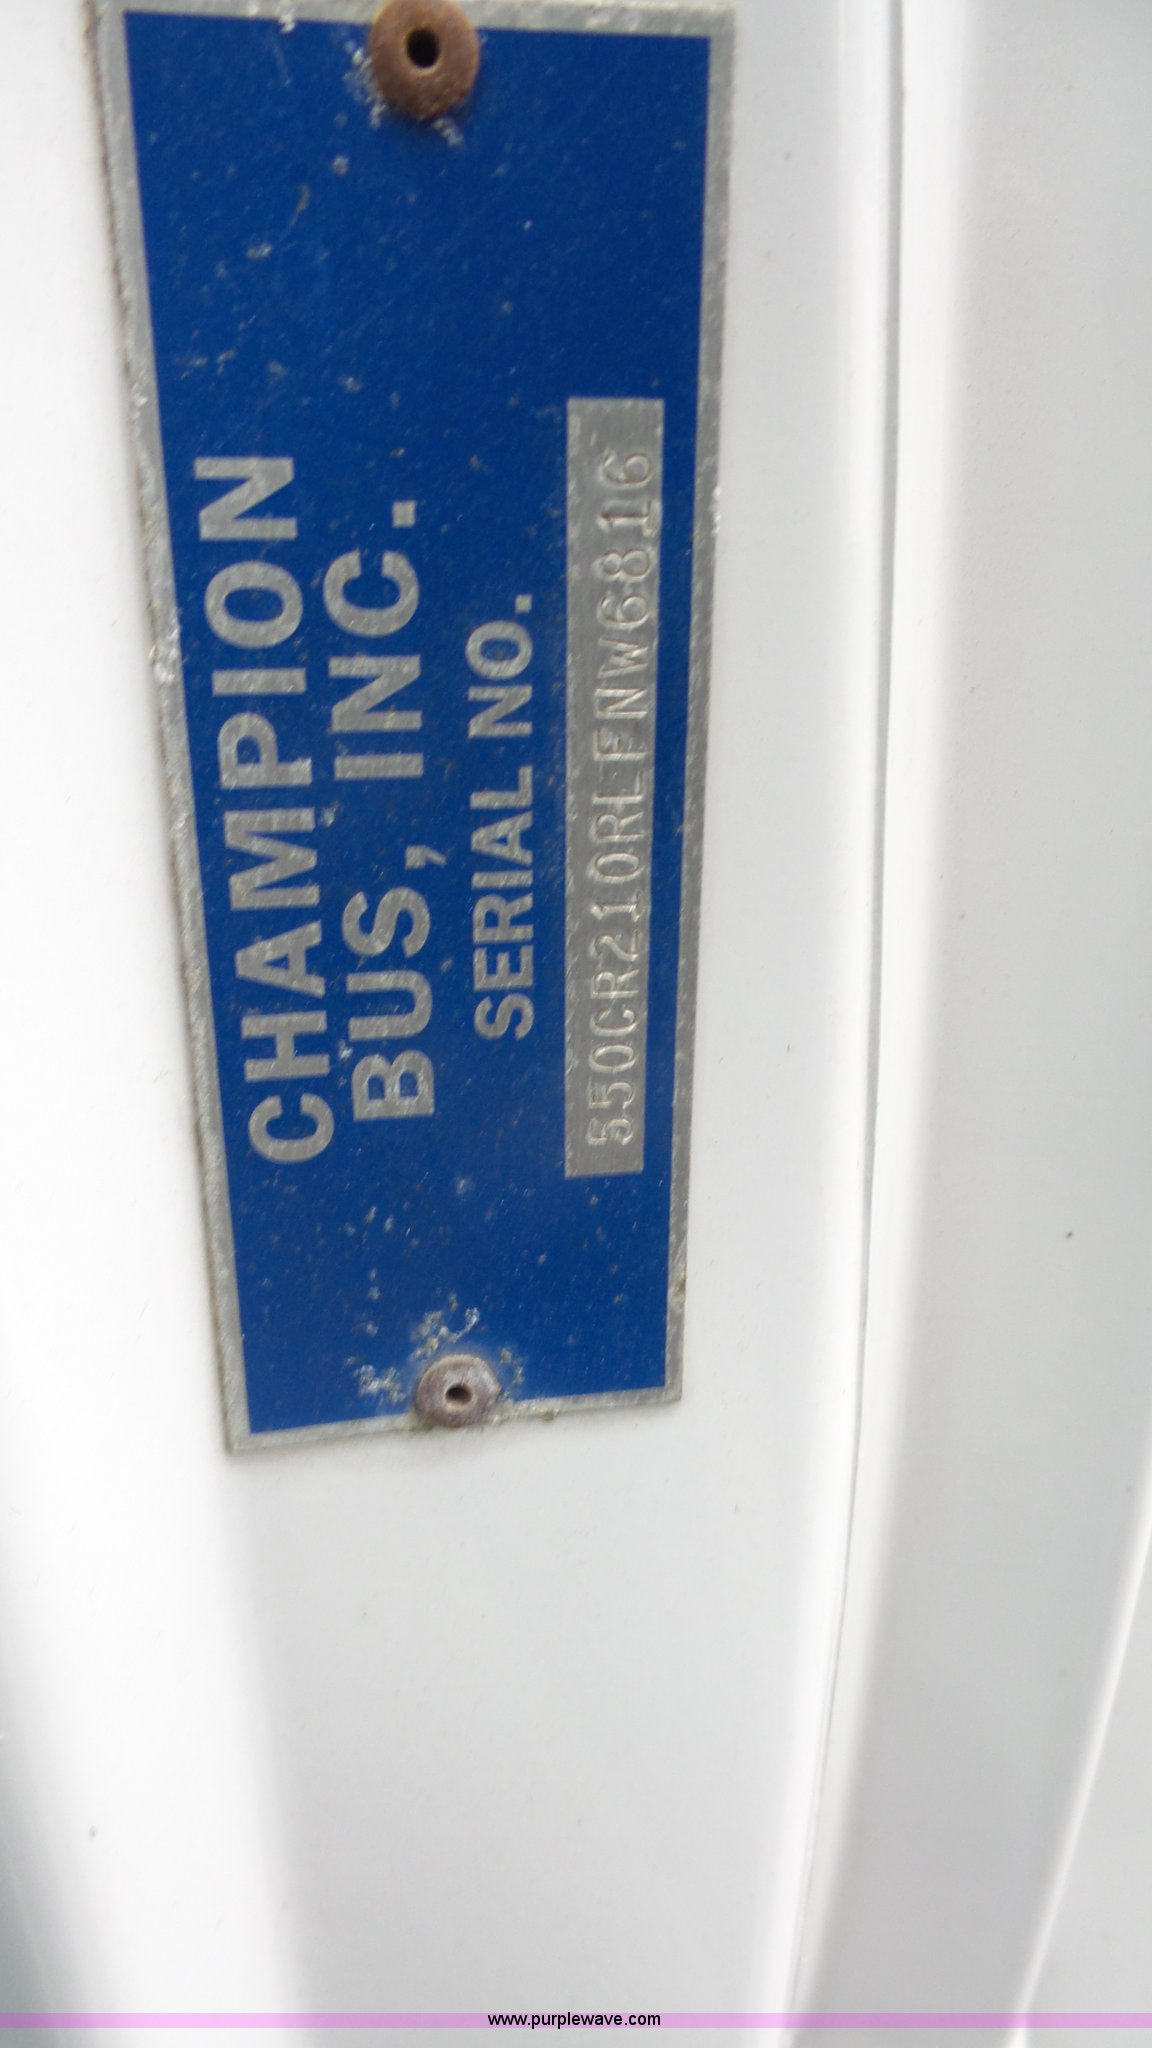 CHAMPION
BUS, INC.
SERIAL NO.
550CR210RLFNW6816
www.purplewave.com